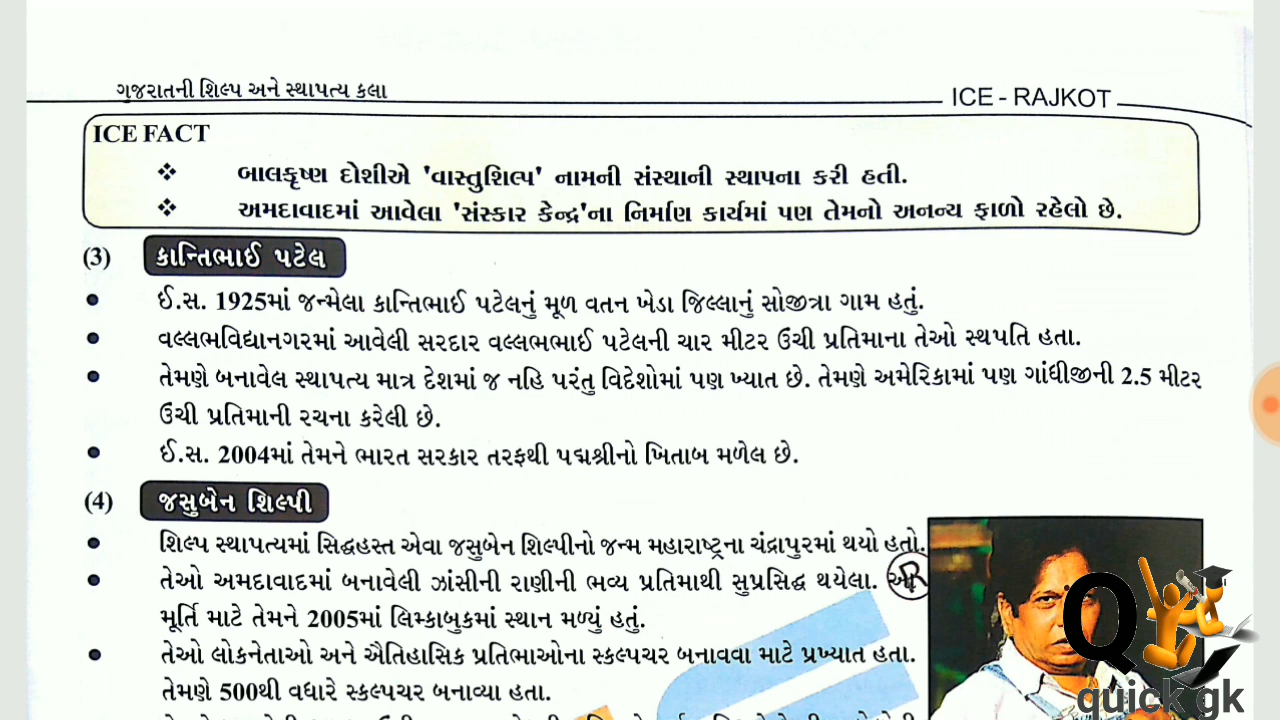 ગુજરાતની શિલ્પ અને સ્થાપત્ય કલા
ICE - RAJKOT
ICE FACT
❖ બાલકૃષ્ણ દોશીએ 'વાસ્તુશિલ્પ' નામની સંસ્થાની સ્થાપના કરી હતી.
❖ અમદાવાદમાં આવેલા 'સંસ્કાર કેન્દ્ર'ના નિર્માણ કાર્યમાં પણ તેમનો અનન્ય ફાળો રહેલો છે.
(3) કાન્તિભાઈ પટેલ
• ઈ.સ. 1925માં જન્મેલા કાન્તિભાઈ પટેલનું મૂળ વતન ખેડા જિલ્લાનું સોજીત્રા ગામ હતું.
• વલ્લભવિદ્યાનગરમાં આવેલી સરદાર વલ્લભભાઈ પટેલની ચાર મીટર ઉંચી પ્રતિમાના તેઓ સ્થપતિ હતા.
• તેમણે બનાવેલ સ્થાપત્ય માત્ર દેશમાં જ નહિ પરંતુ વિદેશોમાં પણ ખ્યાત છે. તેમણે અમેરિકામાં પણ ગાંધીજીની 2.5 મીટર
ઉંચી પ્રતિમાની રચના કરેલી છે.
• ઈ.સ. 2004માં તેમને ભારત સરકાર તરફથી પદ્મશ્રીનો ખિતાબ મળેલ છે.
(4) જસુબેન શિલ્પી
• શિલ્પ સ્થાપત્યમાં સિદ્ધહસ્ત એવા જસુબેન શિલ્પીનો જન્મ મહારાષ્ટ્રના ચંદ્રાપુરમાં થયો હતો.
• તેઓ અમદાવાદમાં બનાવેલી ઝાંસીની રાણીની ભવ્ય પ્રતિમાથી સુપ્રસિદ્ધ થયેલા. આ
R
મૂર્તિ માટે તેમને 2005માં લિમ્કાબુકમાં સ્થાન મળ્યું હતું.
• તેઓ લોકનેતાઓ અને ઐતિહાસિક પ્રતિભાઓના સ્કલ્પચર બનાવવા માટે પ્રખ્યાત હતા.
તેમણે 500થી વધારે સ્કલ્પચર બનાવ્યા હતા.
Q
quick gk